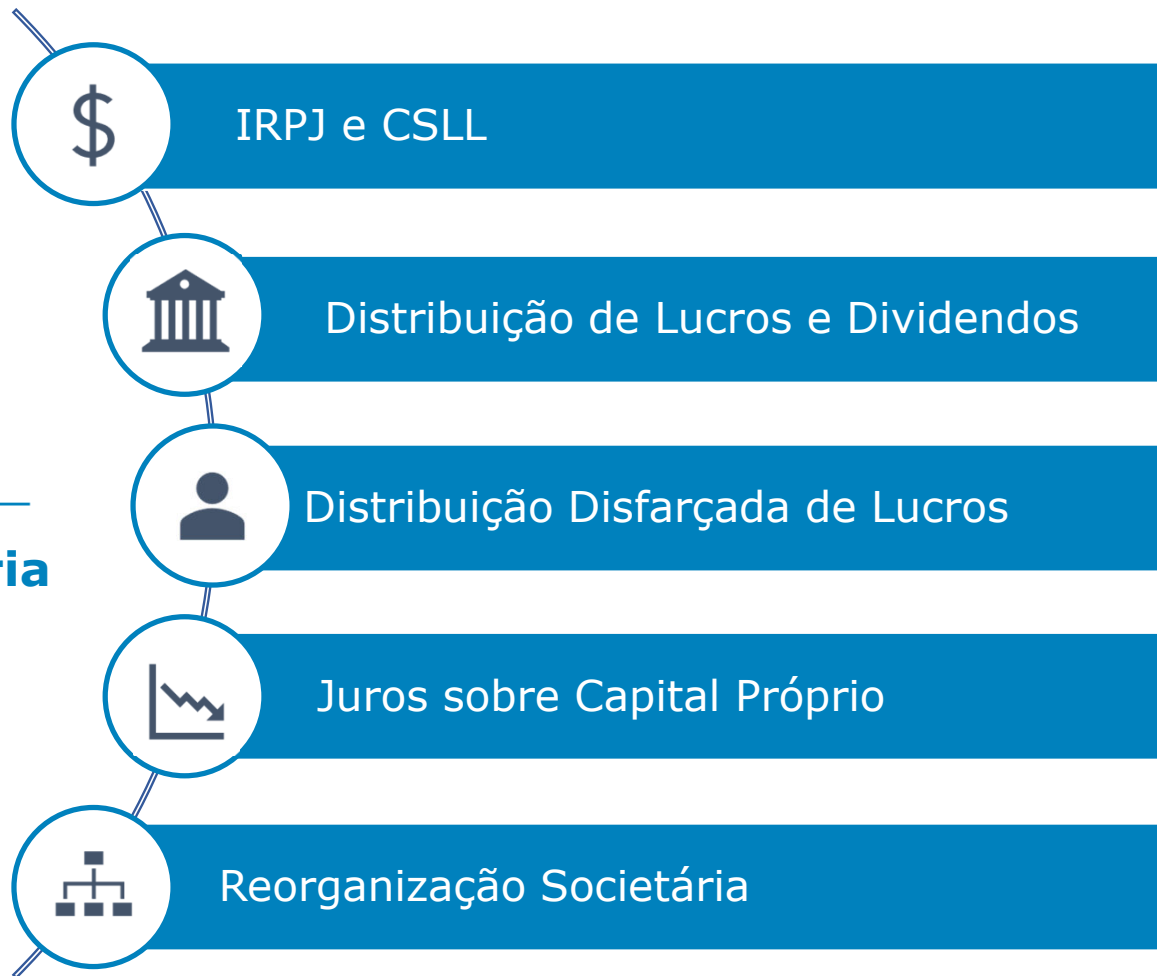 IRPJ e CSLL
Distribuição de Lucros e Dividendos
Distribuição Disfarçada de Lucros
Juros sobre Capital Próprio
Reorganização Societária